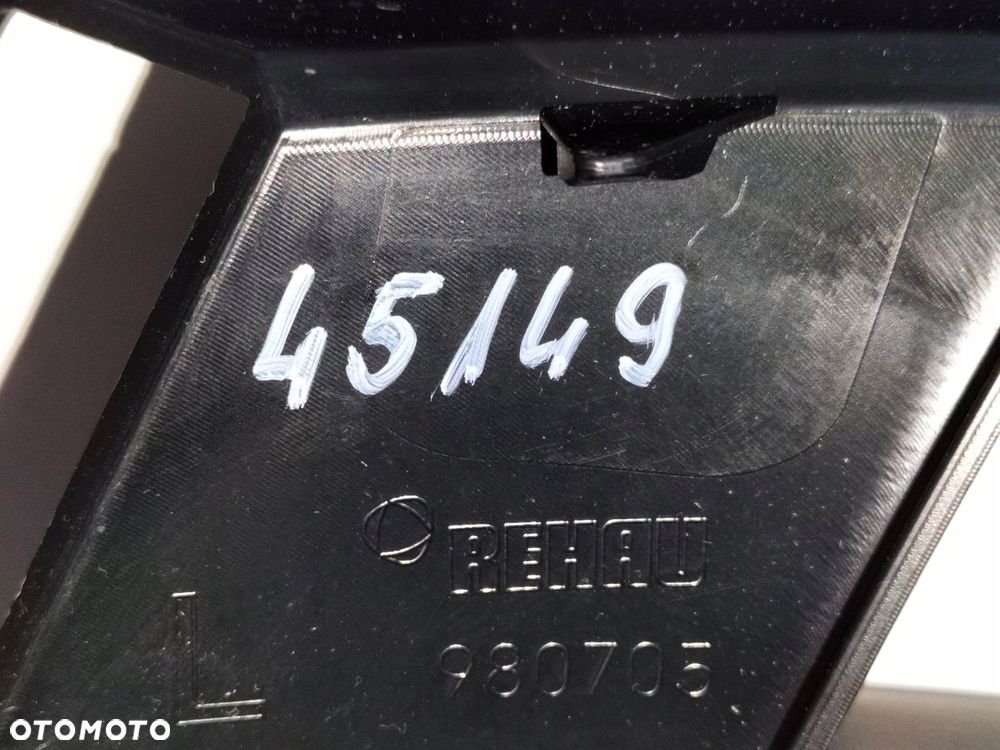 45149
REHAU
980705
L
OTOMOTO